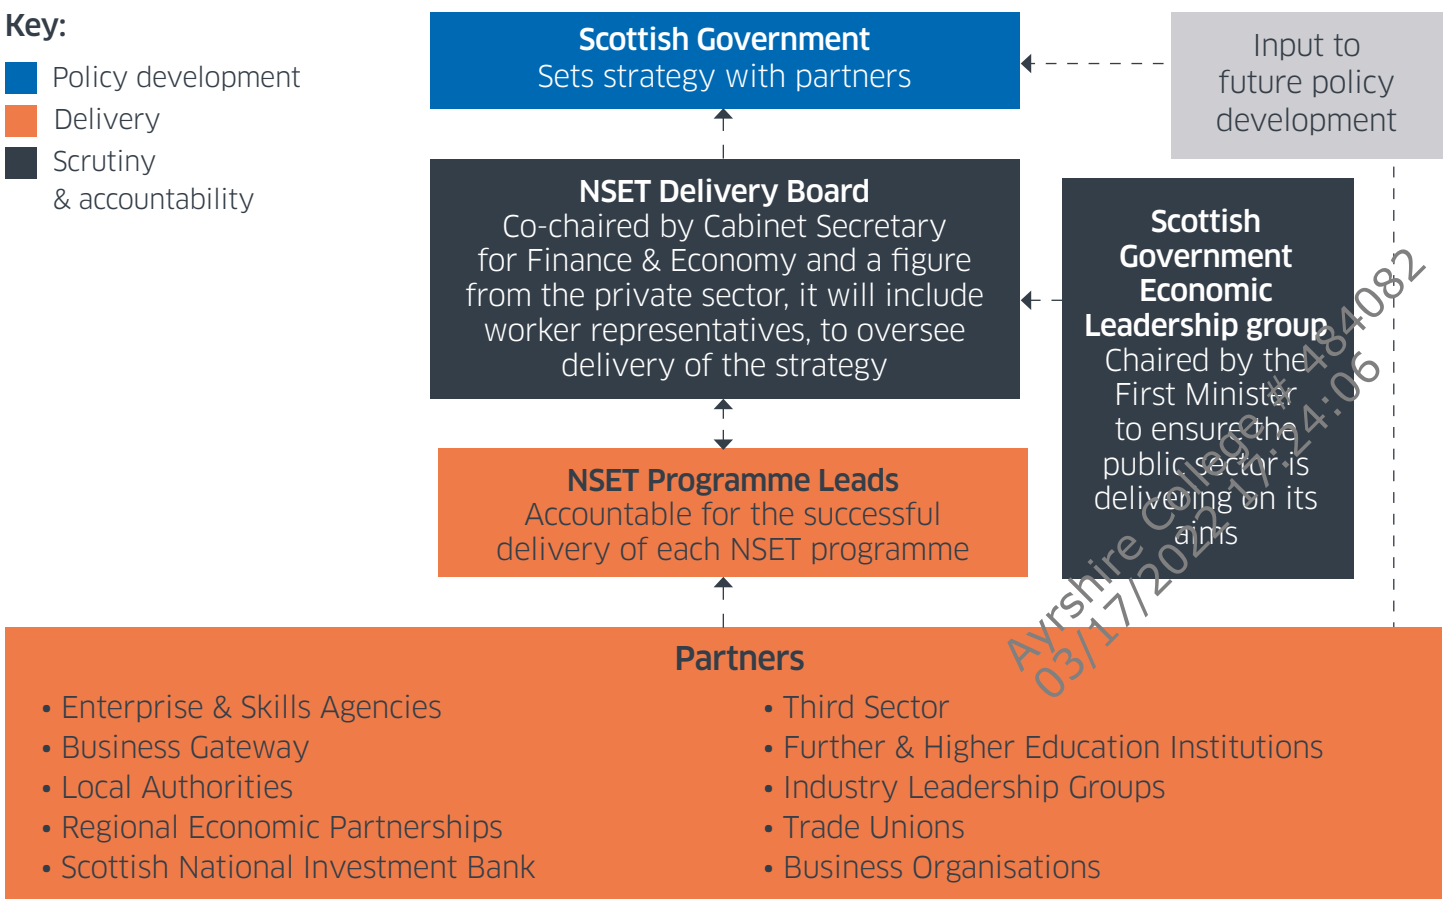 Key:
Policy development
Delivery
Scrutiny
& accountability
Scottish Government
Sets strategy with partners
Input to
future policy
development
NSET Delivery Board
Co-chaired by Cabinet Secretary
for Finance & Economy and a figure
from the private sector, it will include
worker representatives, to oversee
delivery of the strategy
Scottish
Government
Economic
Leadership group
Chaired by the
First Minister
to ensure the
public sector is
delivering on its
aims
NSET Programme Leads
Accountable for the successful
delivery of each NSET programme
Partners
• Enterprise & Skills Agencies
• Business Gateway
• Local Authorities
• Regional Economic Partnerships
• Scottish National Investment Bank
• Third Sector
• Further & Higher Education Institutions
• Industry Leadership Groups
• Trade Unions
• Business Organisations
Ayrshire College # 484082
03/17/2022 17:24:06